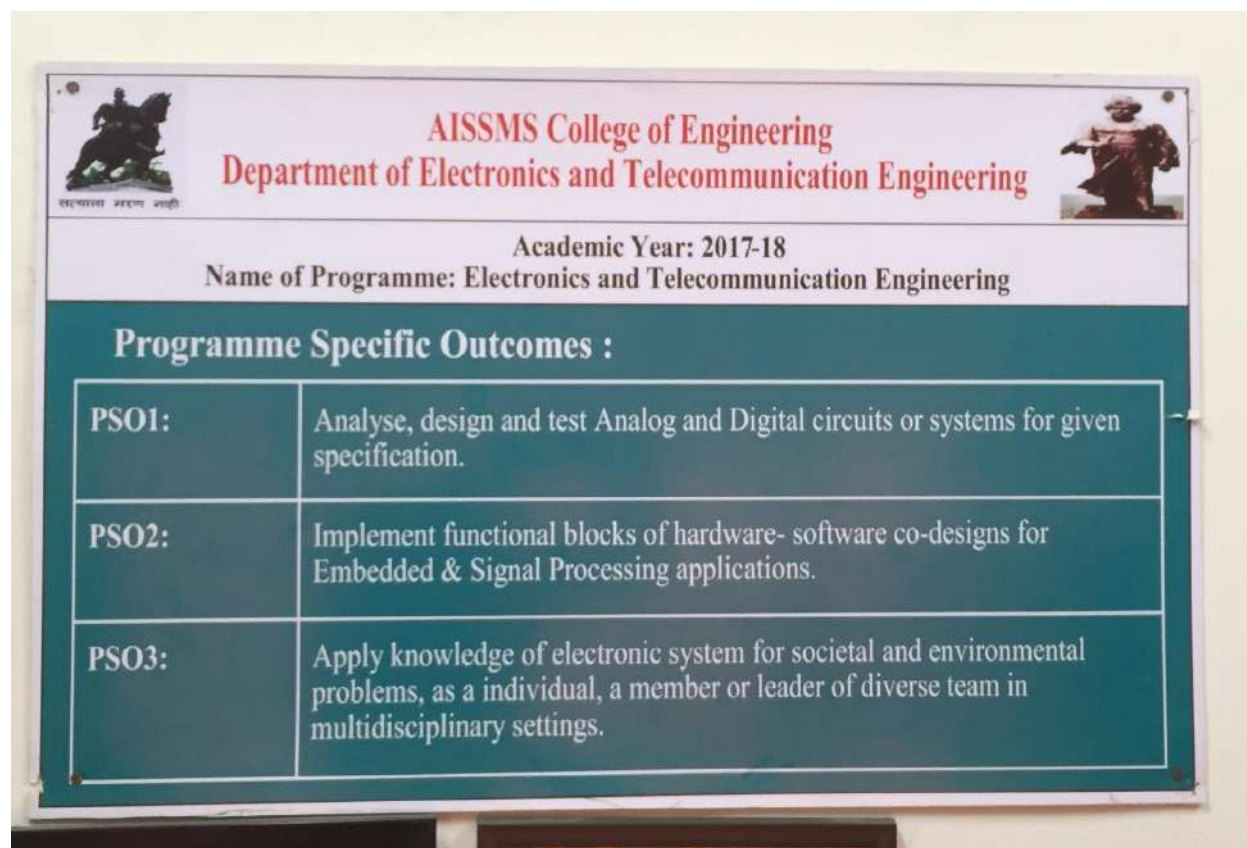 AISSMS College of Engineering
Department of Electronics and Telecommunication Engineering
सत्याला मरण नाही
Academic Year: 2017-18
Name of Programme: Electronics and Telecommunication Engineering
Programme Specific Outcomes :
PSO1:
Analyse, design and test Analog and Digital circuits or systems for given
specification.
PSO2:
Implement functional blocks of hardware- software co-designs for
Embedded & Signal Processing applications.
PSO3:
Apply knowledge of electronic system for societal and environmental
problems, as a individual, a member or leader of diverse team in
multidisciplinary settings.